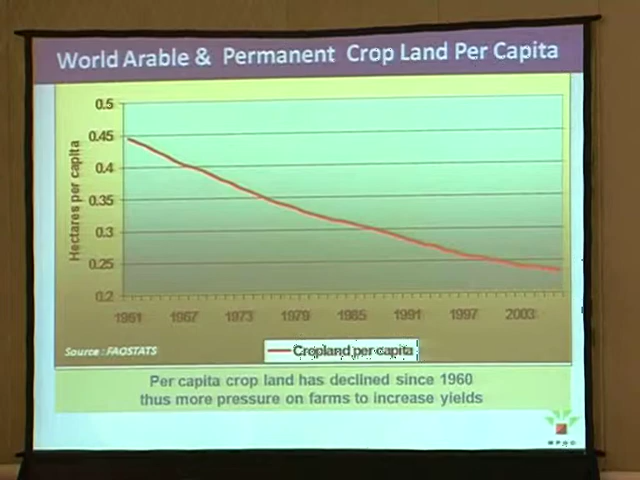 World Arable & Permanent Crop Land Per Capita
0.5
0.45
0.4
0.35
0.3
0.25
0.2
Hectares per capita
1961 1967 1973 1979 1985 1991 1997 2003
Source : FAOSTATS
Cropland per capita
Per capita crop land has declined since 1960
thus more pressure on farms to increase yields